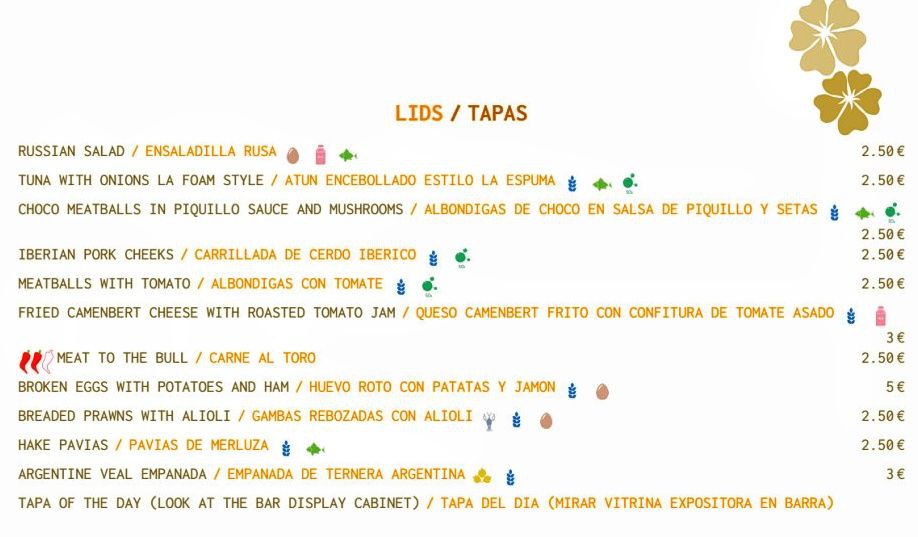 LIDS / TAPAS
RUSSIAN SALAD / ENSALADILLA RUSA 2.50 €
TUNA WITH ONIONS LA FOAM STYLE / ATUN ENCEBOLLADO ESTILO LA ESPUMA 2.50 €
CHOCO MEATBALLS IN PIQUILLO SAUCE AND MUSHROOMS / ALBONDIGAS DE CHOCO EN SALSA DE PIQUILLO Y SETAS
2.50 €
IBERIAN PORK CHEEKS / CARRILLADA DE CERDO IBERICO 2.50 €
MEATBALLS WITH TOMATO / ALBONDIGAS CON TOMATE 2.50 €
FRIED CAMENBERT CHEESE WITH ROASTED TOMATO JAM / QUESO CAMENBERT FRITO CON CONFITURA DE TOMATE ASADO
3 €
MEAT TO THE BULL / CARNE AL TORO 2.50 €
BROKEN EGGS WITH POTATOES AND HAM / HUEVO ROTO CON PATATAS Y JAMON 5 €
BREADED PRAWNS WITH ALIOLI / GAMBAS REBOZADAS CON ALIOLI 2.50 €
HAKE PAVIAS / PAVIAS DE MERLUZA 2.50 €
ARGENTINE VEAL EMPANADA / EMPANADA DE TERNERA ARGENTINA 3 €
TAPA OF THE DAY (LOOK AT THE BAR DISPLAY CABINET) / TAPA DEL DIA (MIRAR VITRINA EXPOSITORA EN BARRA)